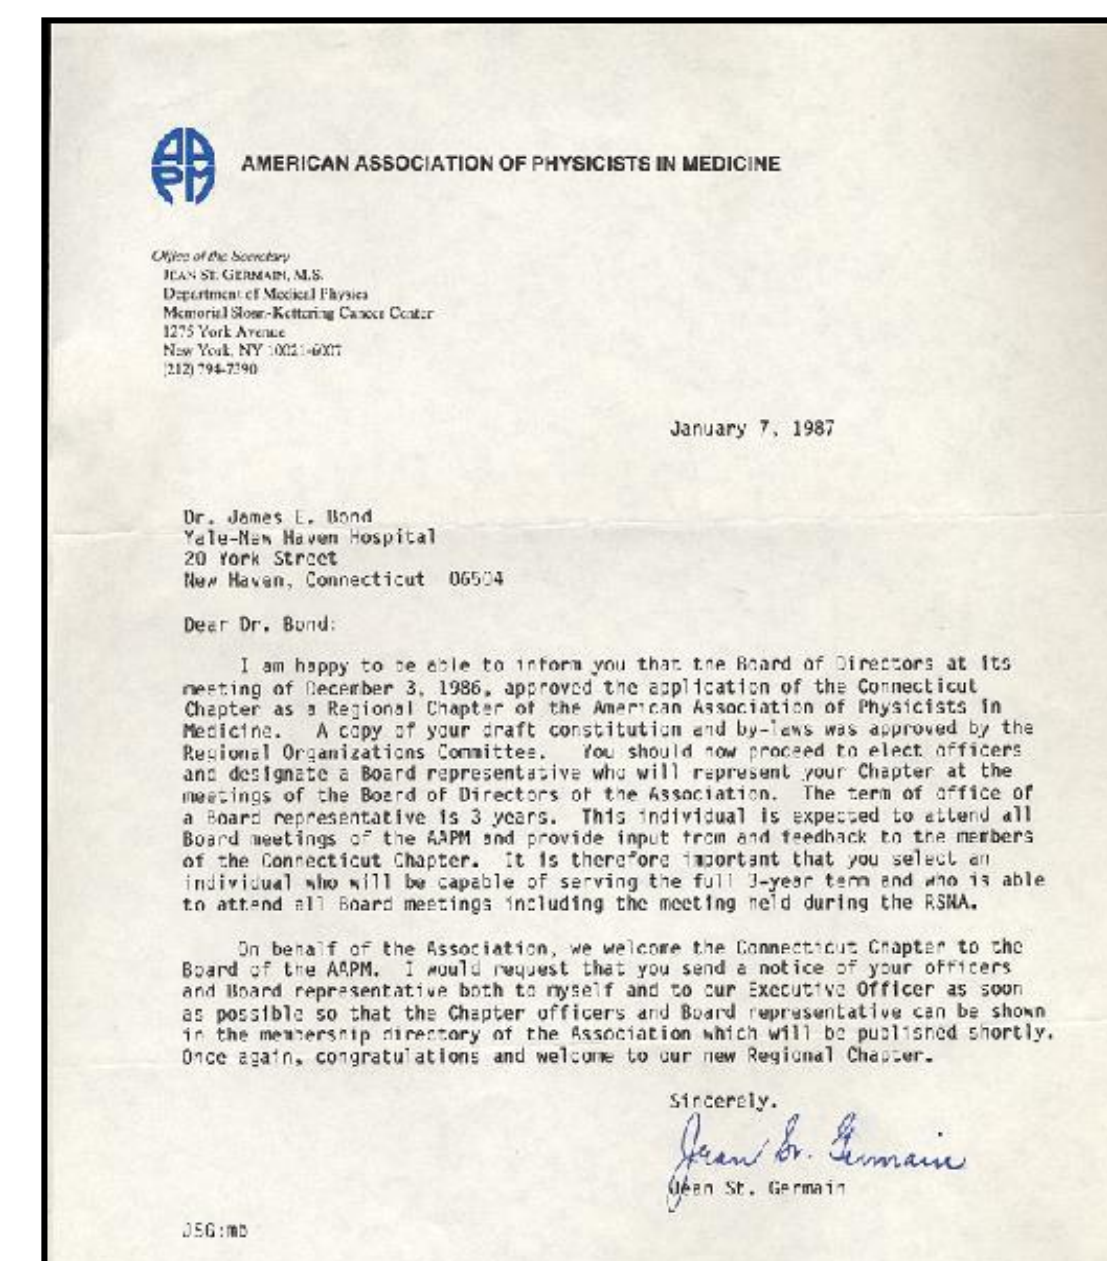 AAPM
AMERICAN ASSOCIATION OF PHYSICISTS IN MEDICINE
Office of the Secretary
JEAN ST. GERMAIN, M.S.
Department of Medical Physics
Memorial Sloan-Kettering Cancer Center
1275 York Avenue
New York, NY 10021-6007
(212) 794-7390
January 7, 1987
Dr. James E. Bond
Yale-New Haven Hospital
20 York Street
New Haven, Connecticut 06504
Dear Dr. Bond:
I am happy to be able to inform you that the Board of Directors at its
meeting of December 3, 1986, approved the application of the Connecticut
Chapter as a Regional Chapter of the American Association of Physicists in
Medicine. A copy of your draft constitution and by-laws was approved by the
Regional Organizations Committee. You should now proceed to elect officers
and designate a Board representative who will represent your Chapter at the
meetings of the Board of Directors of the Association. The term of office of
a Board representative is 3 years. This individual is expected to attend all
Board meetings of the AAPM and provide input from and feedback to the members
of the Connecticut Chapter. It is therefore important that you select an
individual who will be capable of serving the full 3-year term and who is able
to attend all Board meetings including the meeting held during the RSNA.
On behalf of the Association, we welcome the Connecticut Chapter to the
Board of the AAPM. I would request that you send a notice of your officers
and Board representative both to myself and to our Executive Officer as soon
as possible so that the Chapter officers and Board representative can be shown
in the membership directory of the Association which will be published shortly.
Once again, congratulations and welcome to our new Regional Chapter.
Sincerely,
Jean St. Germain
Jean St. Germain
JSG:mb